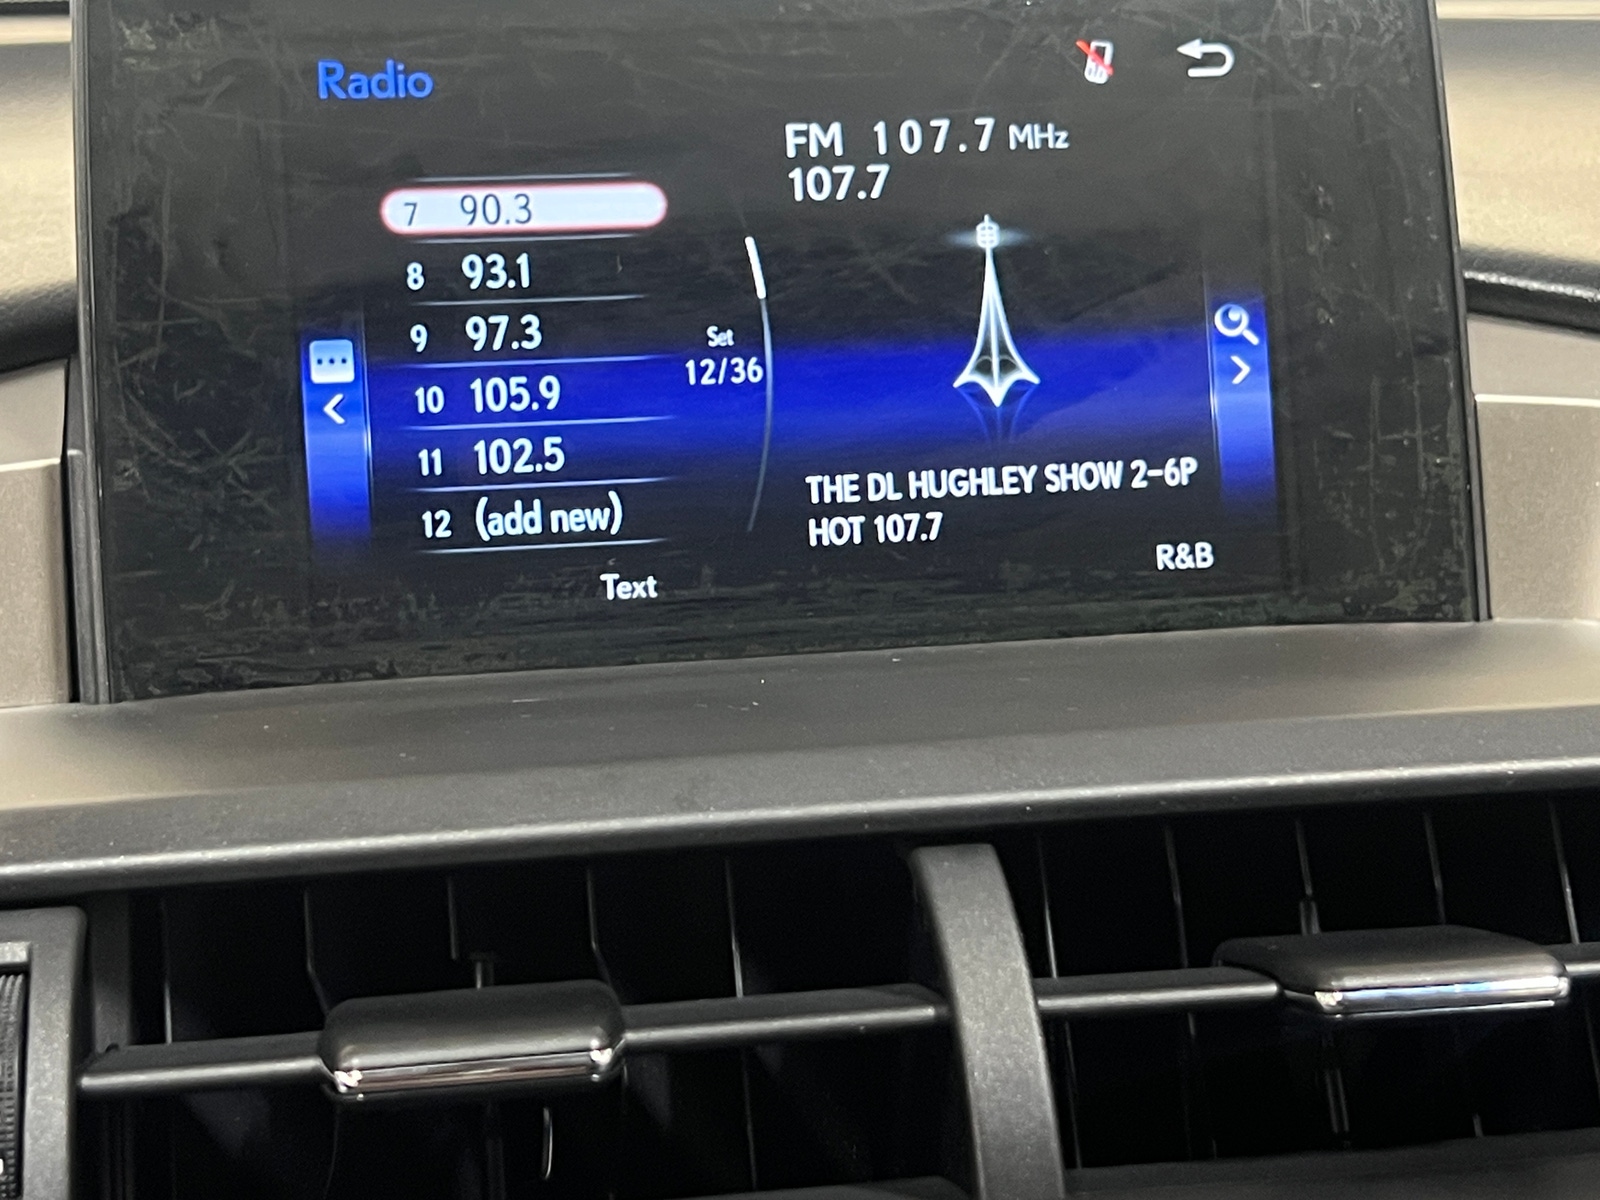 Radio
FM 107.7 MHz
107.7
7 90.3
8 93.1
9 97.3
10 105.9
11 102.5
12 (add new)
Set
12/36
THE DL HUGHLEY SHOW 2-6P
HOT 107.7
R&B
Text